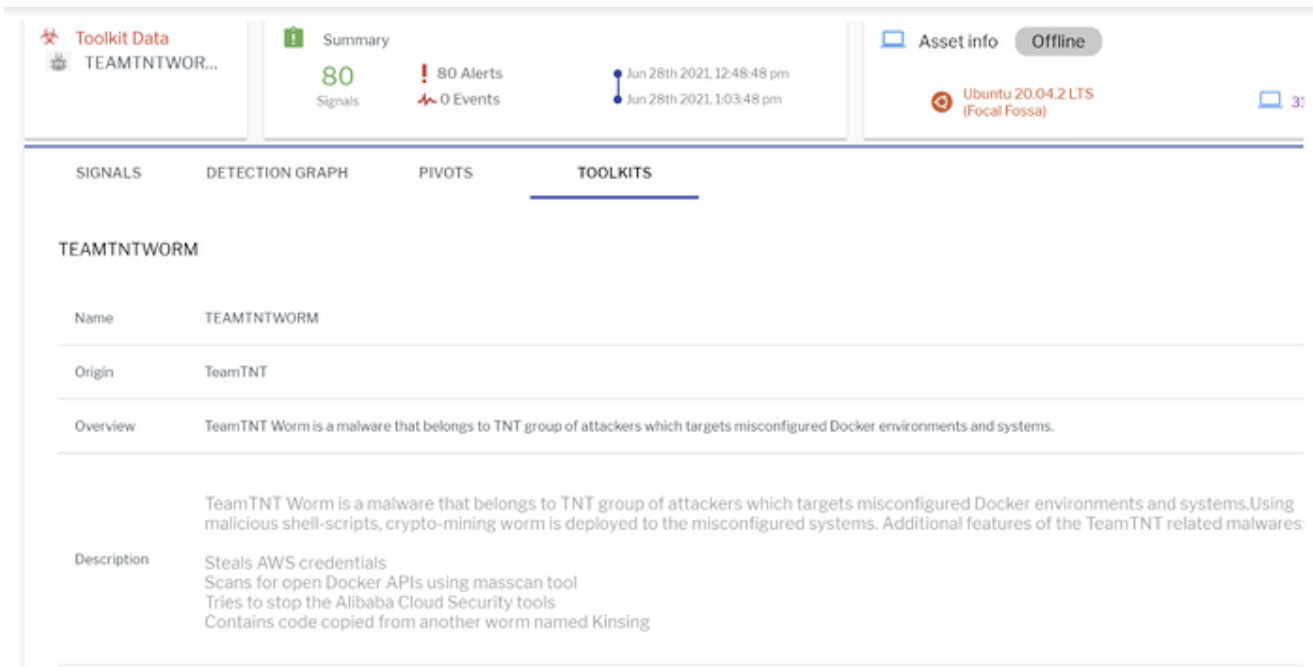 Toolkit Data
TEAMTNTWOR...
Summary
80
Signals
80 Alerts
0 Events
Jun 28th 2021, 12:48:48 pm
Jun 28th 2021, 1:03:48 pm
Asset info
Offline
Ubuntu 20.04.2 LTS
(Focal Fossa)
SIGNALS
DETECTION GRAPH
PIVOTS
TOOLKITS
TEAMTNTWORM
Name
TEAMTNTWORM
Origin
TeamTNT
Overview
TeamTNT Worm is a malware that belongs to TNT group of attackers which targets misconfigured Docker environments and systems.
Description
TeamTNT Worm is a malware that belongs to TNT group of attackers which targets misconfigured Docker environments and systems.Using
malicious shell-scripts, crypto-mining worm is deployed to the misconfigured systems. Additional features of the TeamTNT related malwares:
Steals AWS credentials
Scans for open Docker APIs using masscan tool
Tries to stop the Alibaba Cloud Security tools
Contains code copied from another worm named Kinsing